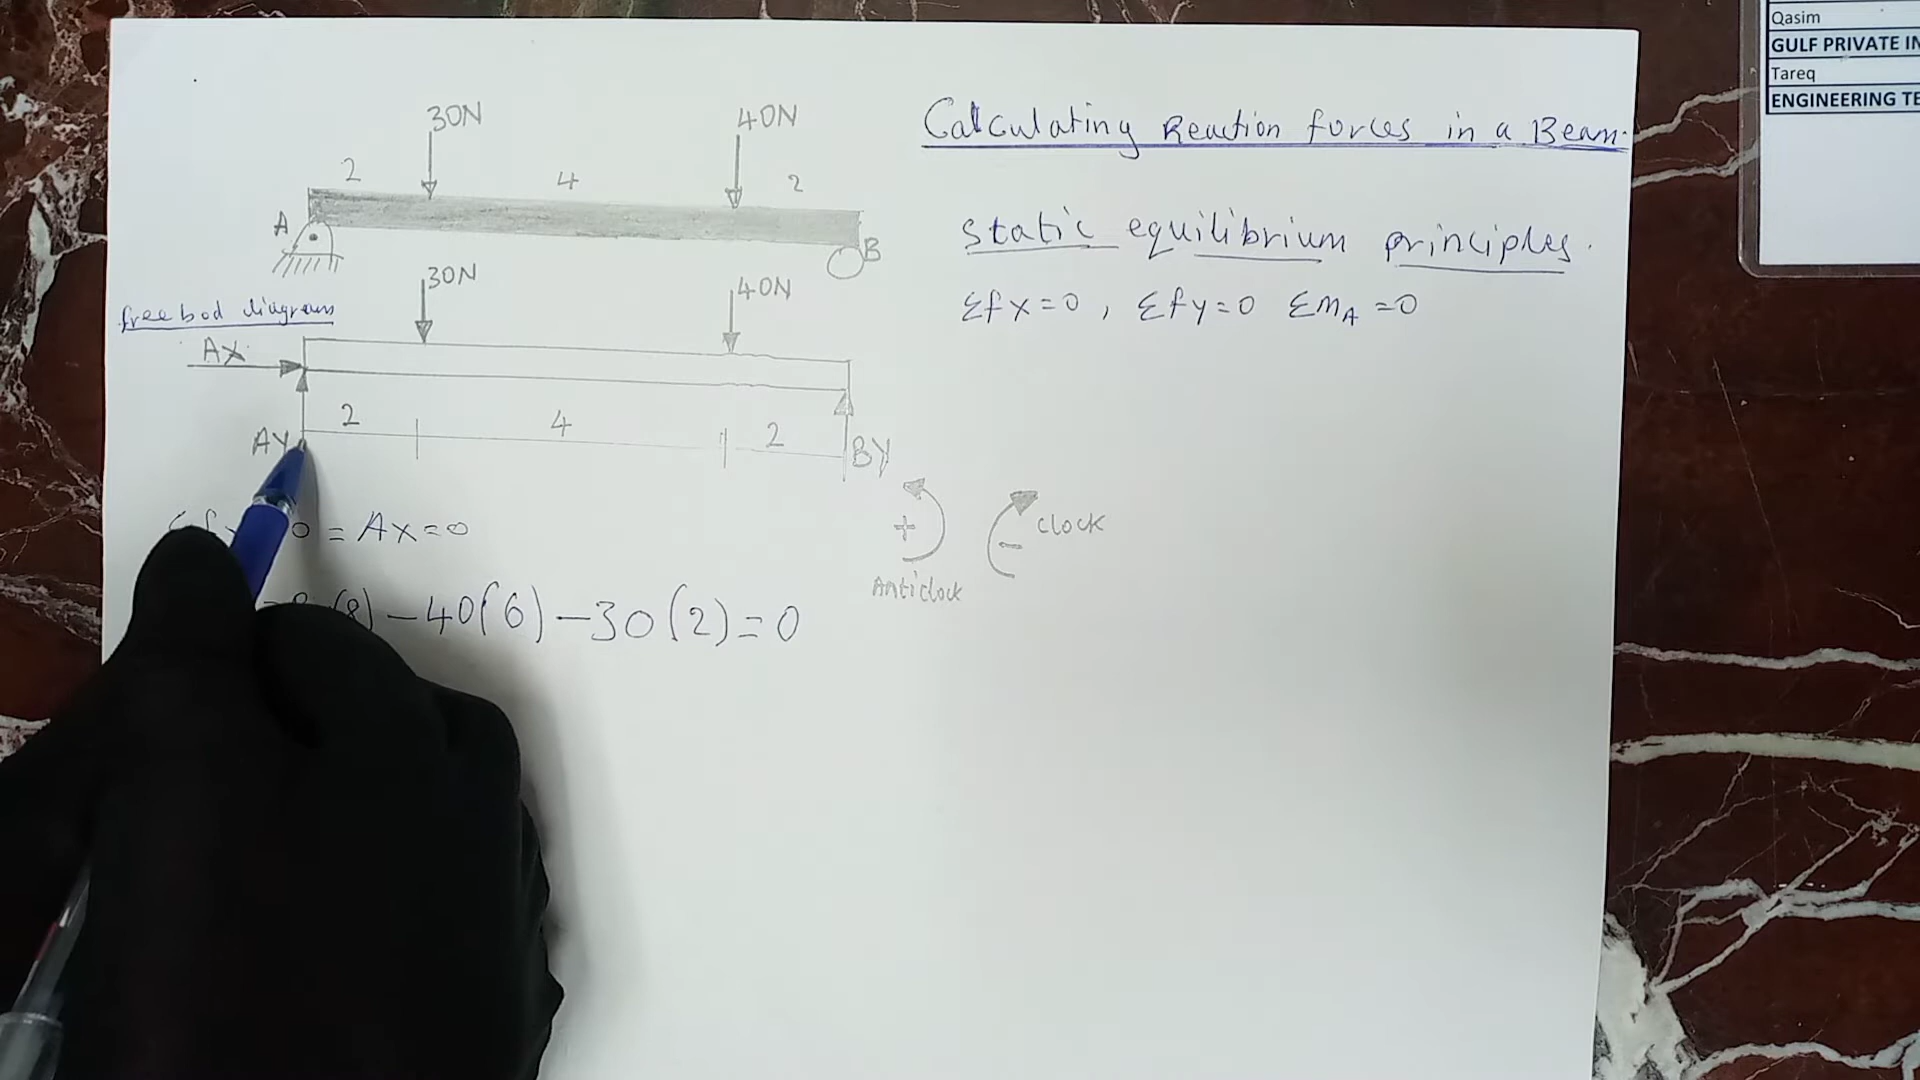 Qasim
GULF PRIVATE IN
Tareq
ENGINEERING TE
Calculating Reaction forces in a Beam.
static equilibrium principles.
Σfx=0, Σfy=0 ΣmA=0
30N
40N
2
4
2
A
B
30N
40N
free bod diagram
Ax
2
4
2
AY
BY
0 = Ax=0
+
Anticlock
-
clock
(8) -40(6) -30(2)=0